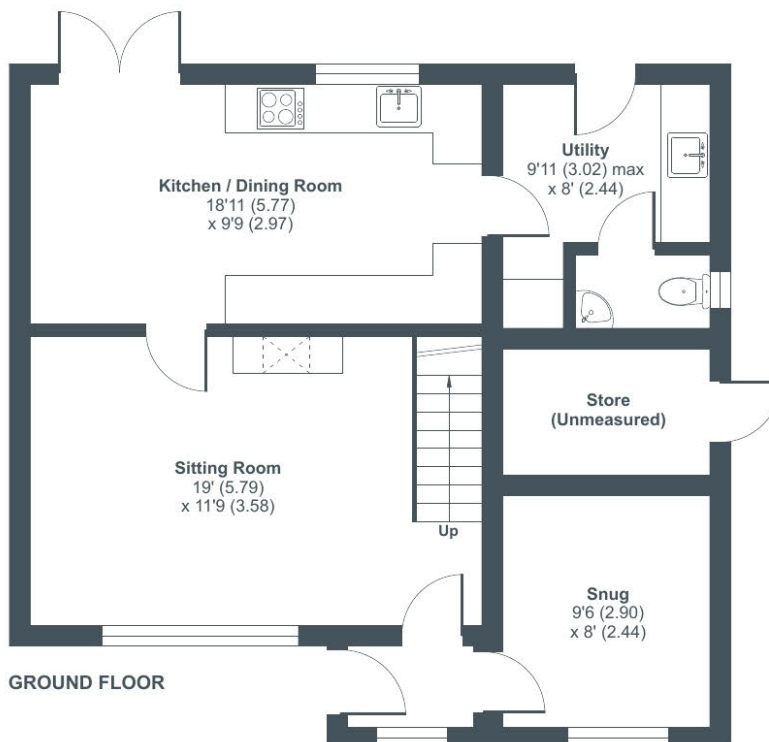 Kitchen / Dining Room
18'11 (5.77)
x 9'9 (2.97)
Utility
9'11 (3.02) max
x 8' (2.44)
Store
(Unmeasured)
Sitting Room
19' (5.79)
x 11'9 (3.58)
Up
Snug
9'6 (2.90)
x 8' (2.44)
GROUND FLOOR